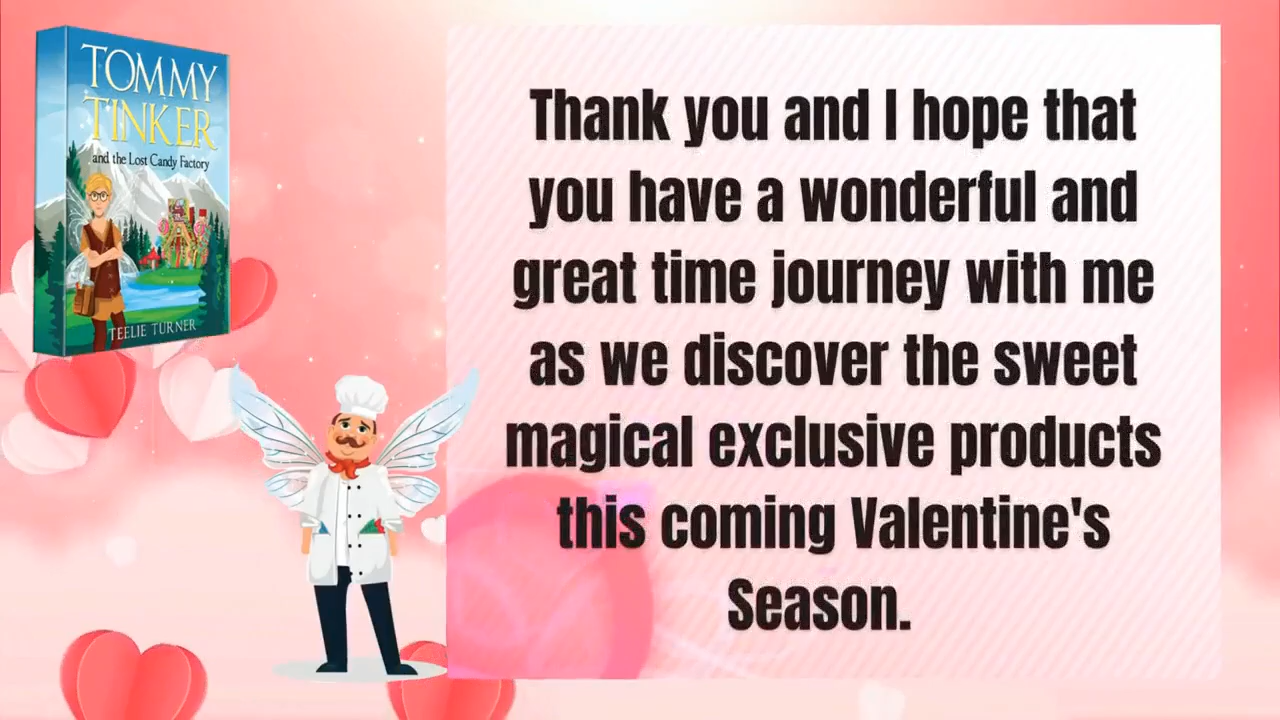 TOMMY
TINKER
and the Lost Candy Factory
TEELIE TURNER
Thank you and I hope that
you have a wonderful and
great time journey with me
as we discover the sweet
magical exclusive products
this coming Valentine's
Season.